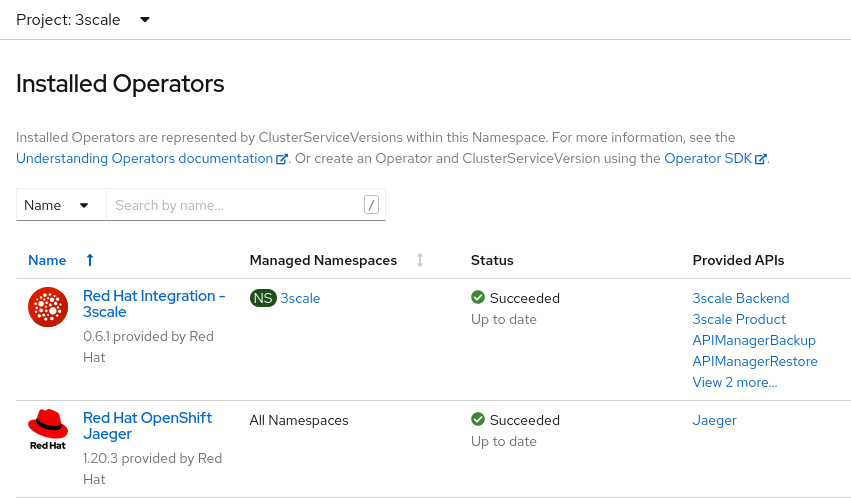 Project: 3scale
Installed Operators
Installed Operators are represented by ClusterServiceVersions within this Namespace. For more information, see the
Understanding Operators documentation. Or create an Operator and ClusterServiceVersion using the Operator SDK.
Name Search by name... /
Name Managed Namespaces Status Provided APIs
Red Hat Integration -
3scale
0.6.1 provided by Red
Hat
NS 3scale
Succeeded
Up to date
3scale Backend
3scale Product
APIManagerBackup
APIManagerRestore
View 2 more...
Red Hat
Red Hat OpenShift
Jaeger
1.20.3 provided by Red
Hat
All Namespaces
Succeeded
Up to date
Jaeger